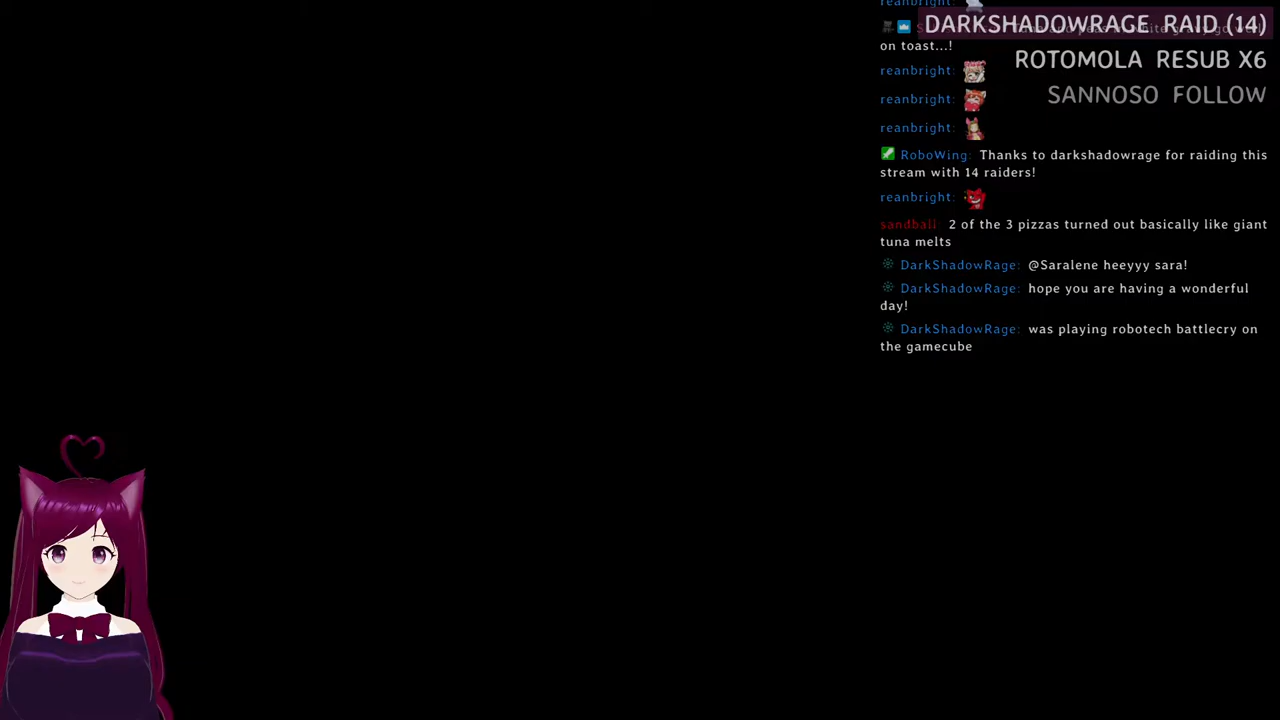 reanbright:
DARKSHADOWRAGE RAID (14)
on toast...!
ROTOMOLA RESUB X6
reanbright:
SANNOSO FOLLOW
reanbright:
reanbright:
RoboWing: Thanks to darkshadowrage for raiding this
stream with 14 raiders!
reanbright:
sandball: 2 of the 3 pizzas turned out basically like giant
tuna melts
DarkShadowRage: @Saralene heeyyy sara!
DarkShadowRage: hope you are having a wonderful
day!
DarkShadowRage: was playing robotech battlecry on
the gamecube